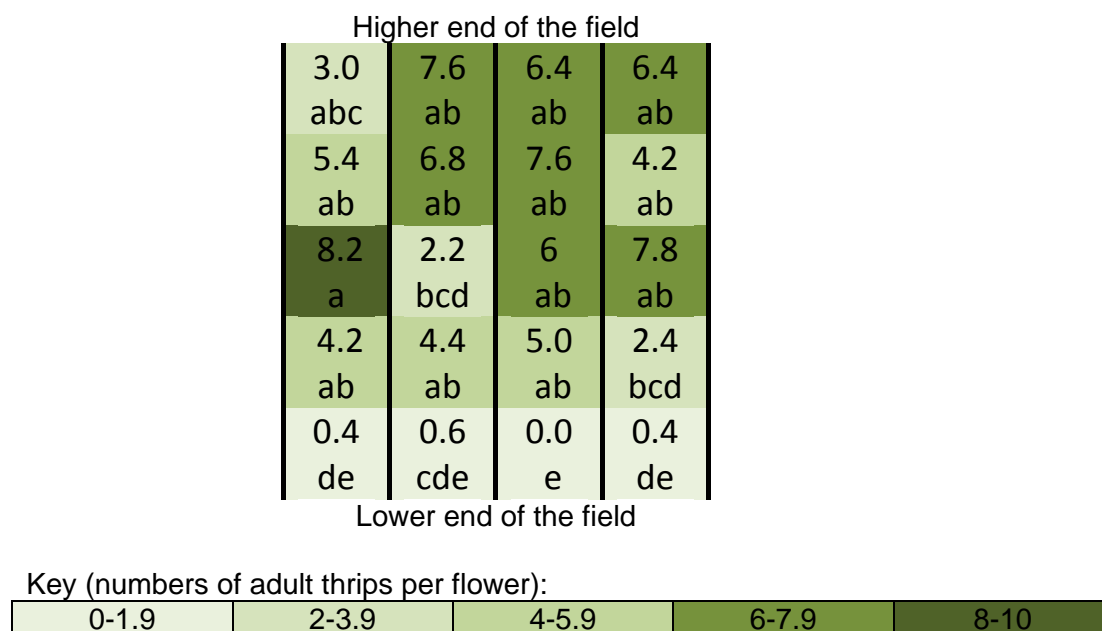 Higher end of the field
3.0 7.6 6.4 6.4
abc ab ab ab
5.4 6.8 7.6 4.2
ab ab ab ab
8.2 2.2 6 7.8
a bcd ab ab
4.2 4.4 5.0 2.4
ab ab ab bcd
0.4 0.6 0.0 0.4
de cde e de
Lower end of the field
Key (numbers of adult thrips per flower):
0-1.9 2-3.9 4-5.9 6-7.9 8-10